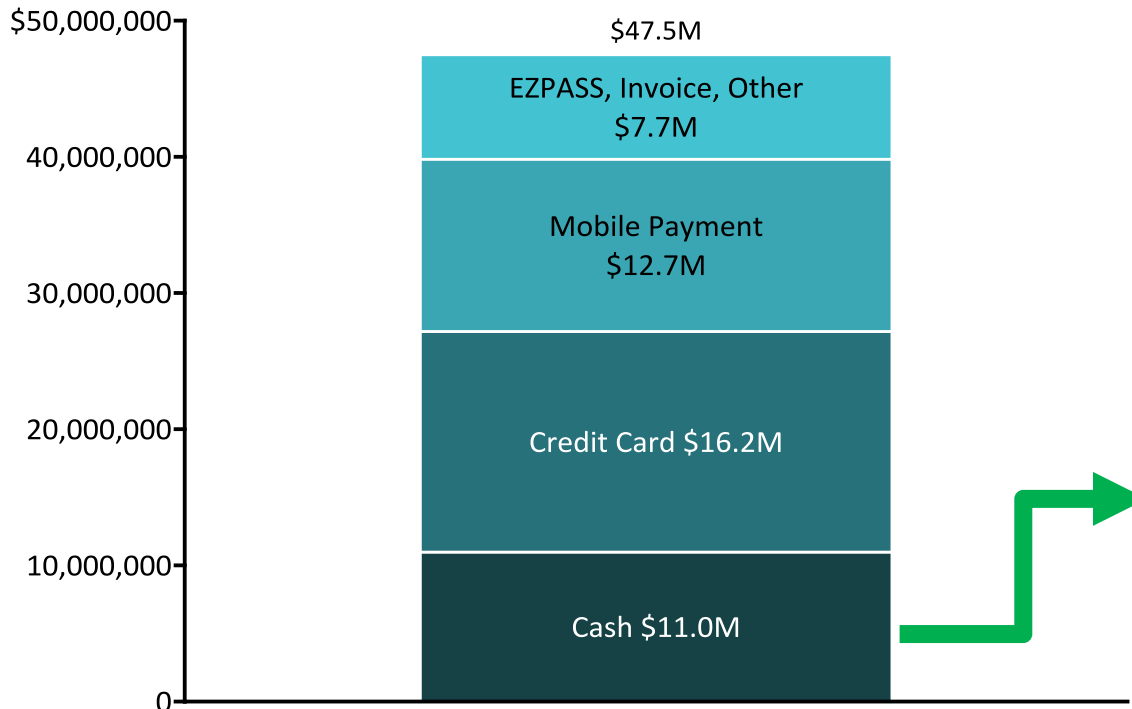 $50,000,000
$47.5M
EZPASS, Invoice, Other
$7.7M
40,000,000
Mobile Payment
$12.7M
30,000,000
20,000,000
Credit Card $16.2M
10,000,000
Cash $11.0M
0